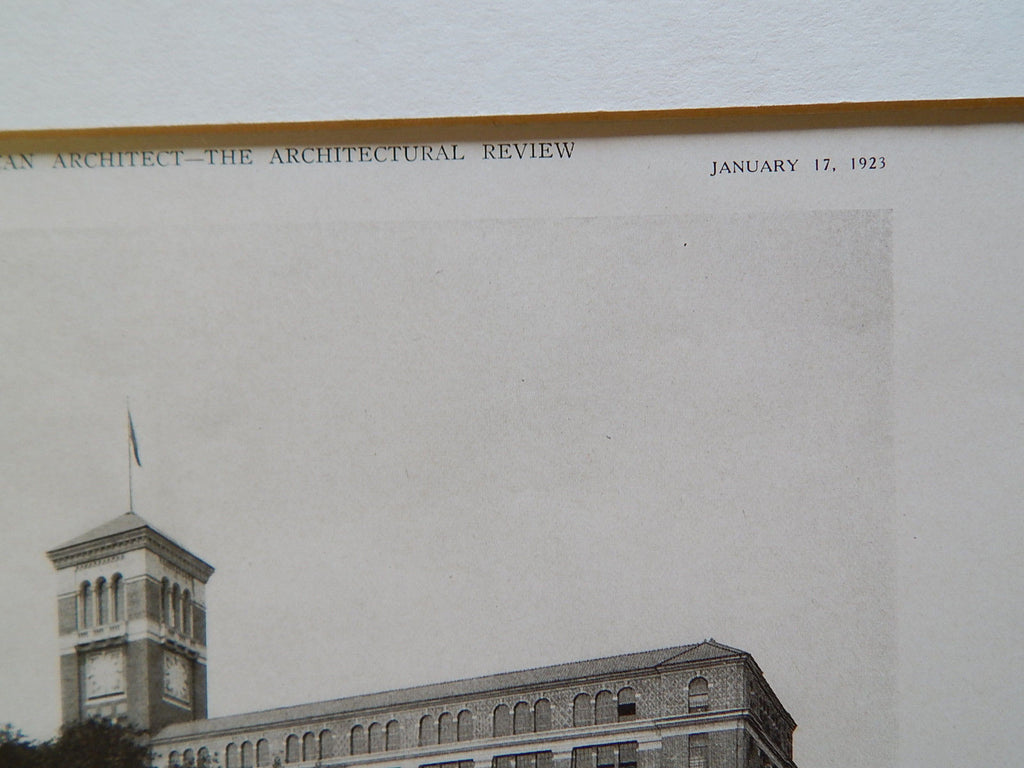 AN ARCHITECT—THE ARCHITECTURAL REVIEW
JANUARY 17, 1923